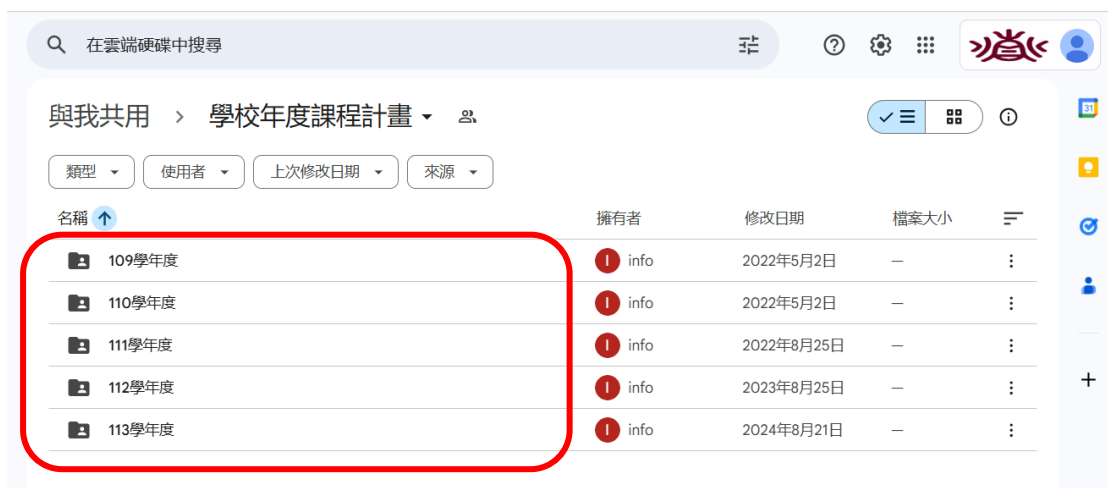 在雲端硬碟中搜尋
與我共用 > 學校年度課程計畫
31
類型 使用者 上次修改日期 來源
名稱 擁有者 修改日期 檔案大小
109學年度 I info 2022年5月2日 —
110學年度 I info 2022年5月2日 —
111學年度 I info 2022年8月25日 —
112學年度 I info 2023年8月25日 —
113學年度 I info 2024年8月21日 —